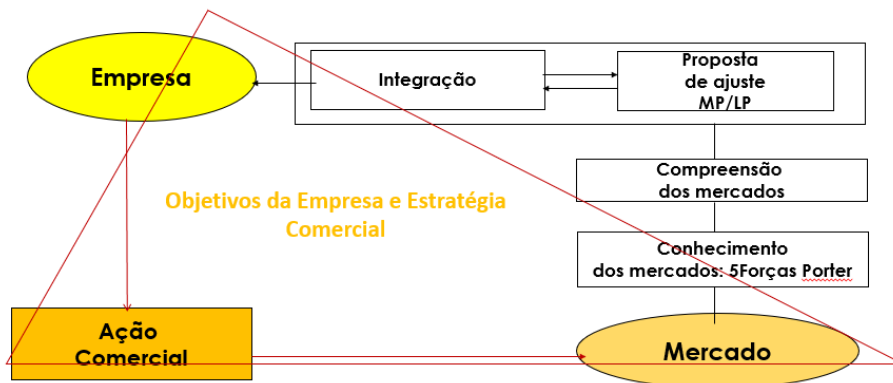 Empresa
Integração
Proposta
de ajuste
MP/LP
Compreensão
dos mercados
Objetivos da Empresa e Estratégia
Comercial
Conhecimento
dos mercados: 5Forças Porter
Ação
Comercial
Mercado